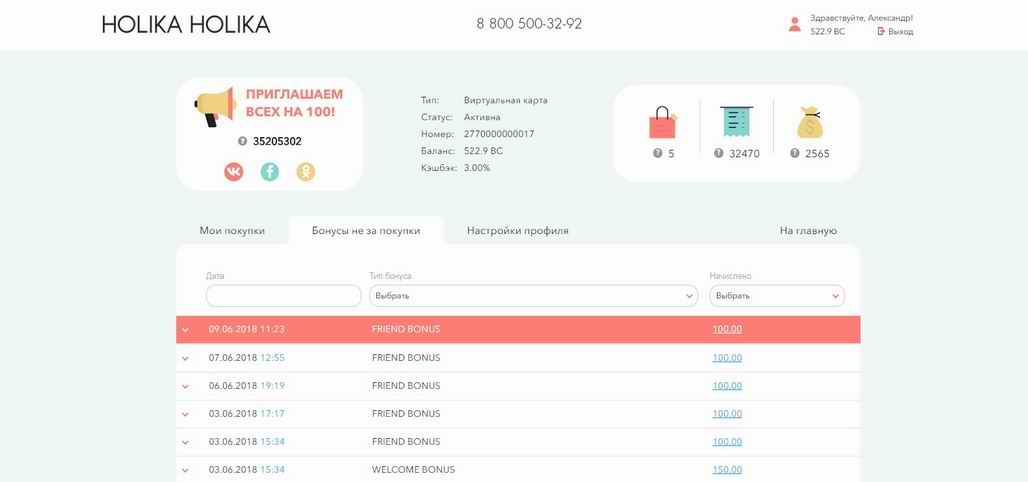 HOLIKA HOLIKA
8 800 500-32-92
Здравствуйте, Александр!
522.9 BC
Выход
ПРИГЛАШАЕМ
ВСЕХ НА 100!
? 35205302
Тип: Виртуальная карта
Статус: Активна
Номер: 2770000000017
Баланс: 522.9 BC
Кэшбэк: 3.00%
? 5
? 32470
? 2565
Мои покупки
Бонусы не за покупки
Настройки профиля
На главную
Дата
Тип бонуса
Начислено
Выбрать
Выбрать
09.06.2018 11:23 FRIEND BONUS 100.00
07.06.2018 12:55 FRIEND BONUS 100.00
06.06.2018 19:19 FRIEND BONUS 100.00
03.06.2018 17:17 FRIEND BONUS 100.00
03.06.2018 15:34 FRIEND BONUS 100.00
03.06.2018 15:34 WELCOME BONUS 150.00